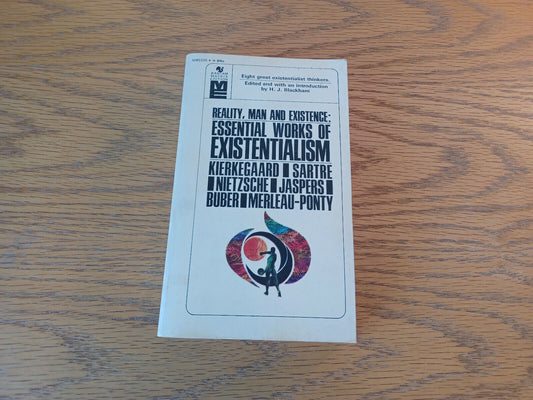 Eight great existentialist thinkers.
Edited and with an introduction
by H. J. Blackham
REALITY, MAN AND EXISTENCE:
ESSENTIAL WORKS OF
EXISTENTIALISM
KIERKEGAARD SARTRE
NIETZSCHE JASPERS
BUBER MERLEAU-PONTY